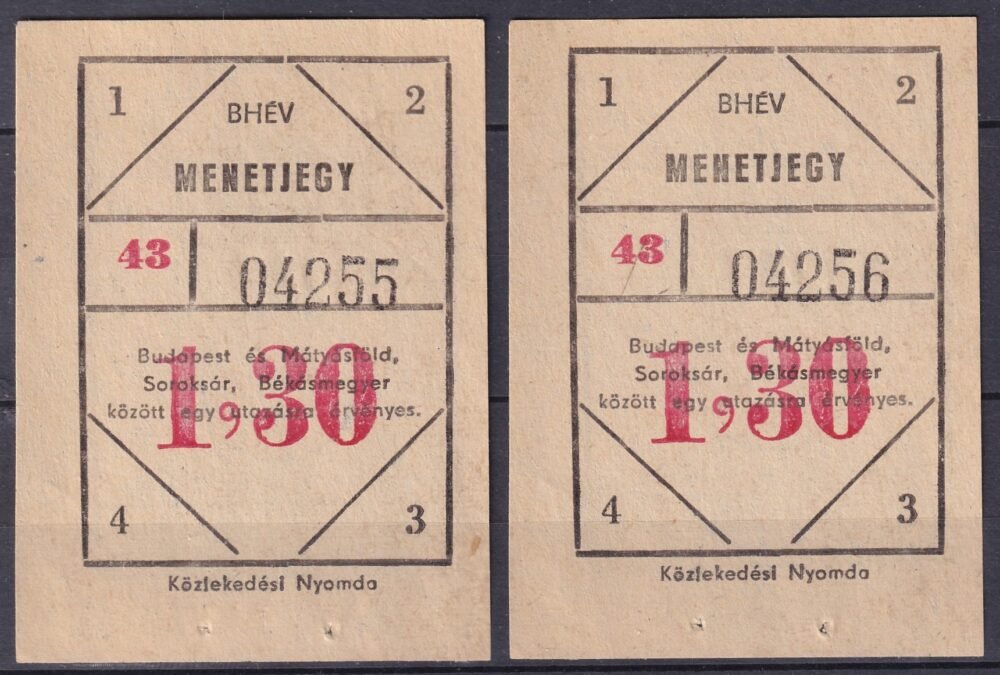 1 2
BHÉV
MENETJEGY
43 04255
Budapest és Mátyásföld,
Soroksár, Békásmegyer
között egy utazásra érvényes.
1,30
4 3
Közlekedési Nyomda
1 2
BHÉV
MENETJEGY
43 04256
Budapest és Mátyásföld,
Soroksár, Békásmegyer
között egy utazásra érvényes.
1,30
4 3
Közlekedési Nyomda